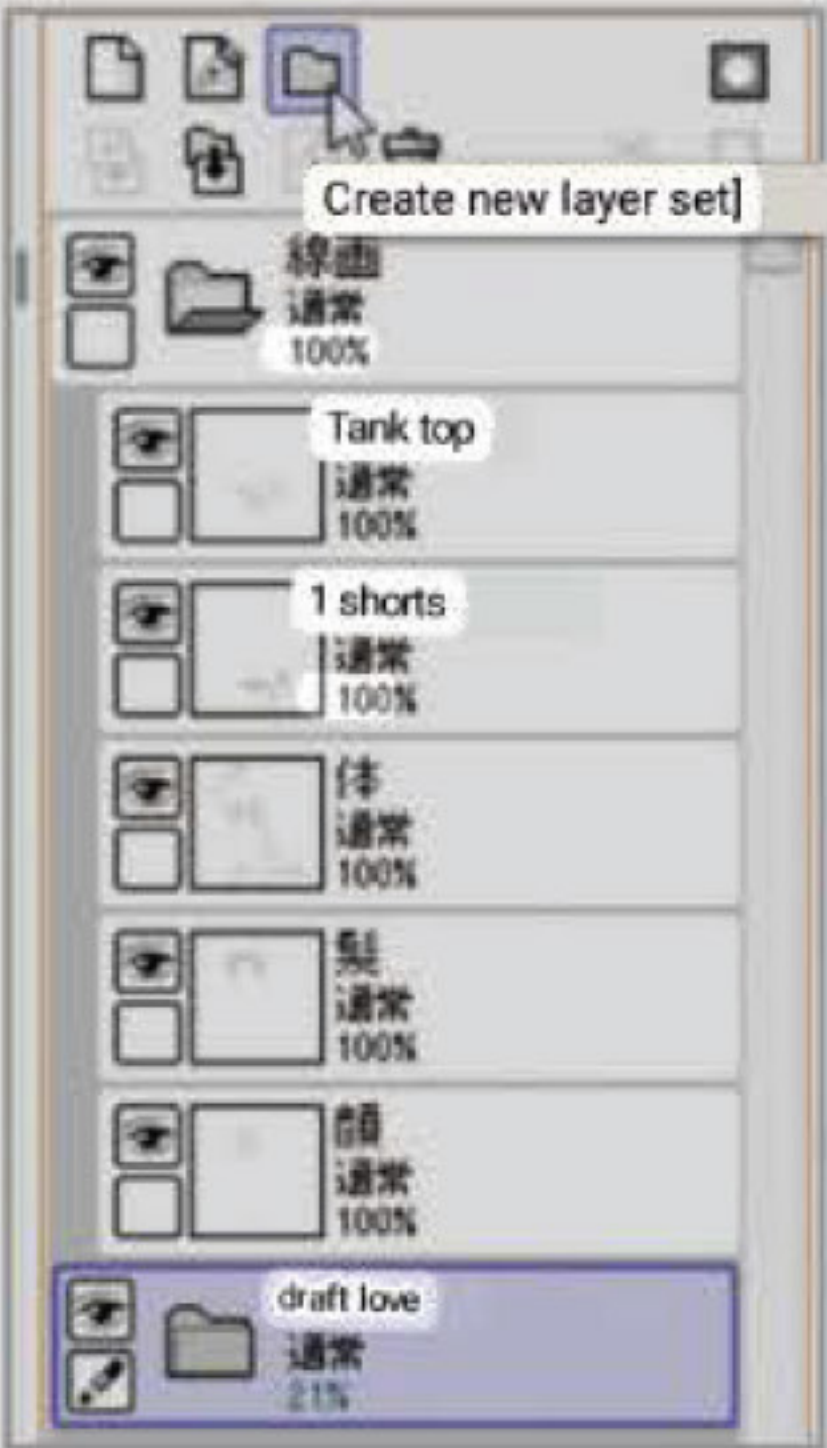 Create new layer set]
線画
通常
100%
Tank top
通常
100%
1 shorts
通常
100%
体
通常
100%
髪
通常
100%
顔
通常
100%
draft love
通常
21%